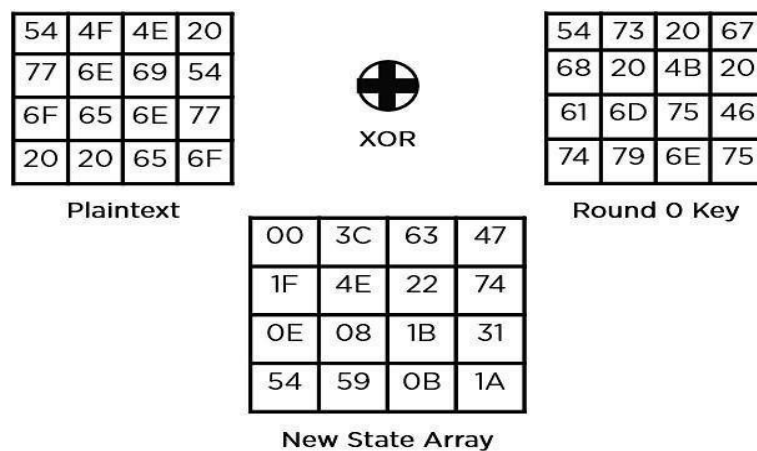 54 4F 4E 20
77 6E 69 54
6F 65 6E 77
20 20 65 6F
Plaintext
XOR
54 73 20 67
68 20 4B 20
61 6D 75 46
74 79 6E 75
Round 0 Key
00 3C 63 47
1F 4E 22 74
0E 08 1B 31
54 59 0B 1A
New State Array